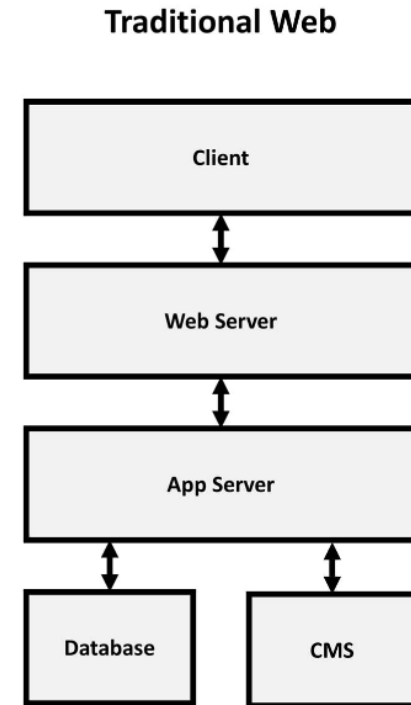 Traditional Web
Client
Web Server
App Server
Database
CMS